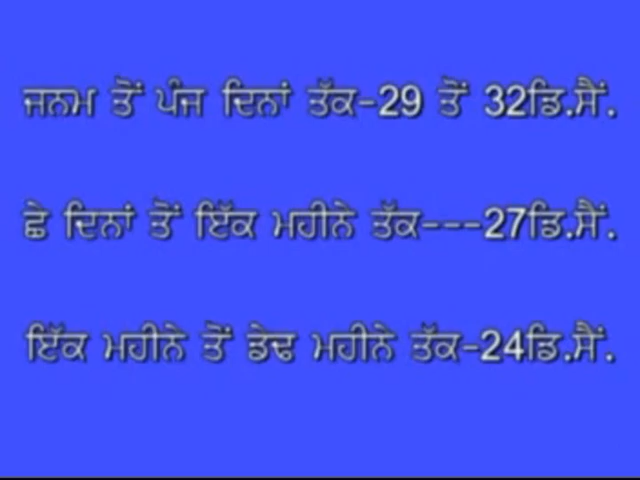 ਜਨਮ ਤੋਂ ਪੰਜ ਦਿਨਾਂ ਤੱਕ-29 ਤੋਂ 32ਡਿ.ਸੈਂ.
ਛੇ ਦਿਨਾਂ ਤੋਂ ਇੱਕ ਮਹੀਨੇ ਤੱਕ---27ਡਿ.ਸੈਂ.
ਇੱਕ ਮਹੀਨੇ ਤੋਂ ਡੇਢ ਮਹੀਨੇ ਤੱਕ-24ਡਿ.ਸੈਂ.